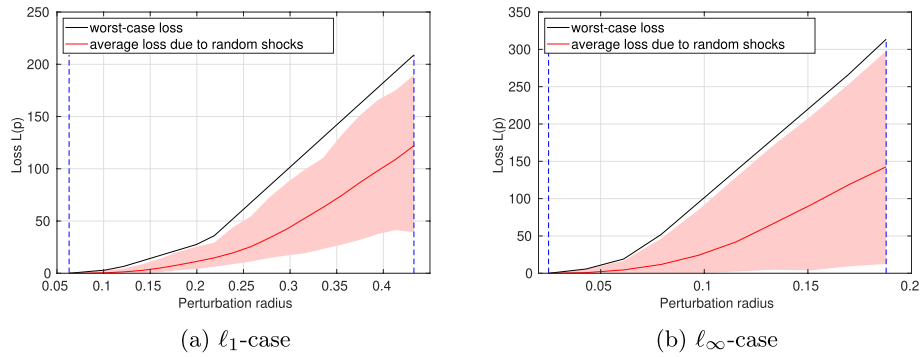 250
200
150
100
50
0
Loss L(p)
worst-case loss
average loss due to random shocks
0.05 0.1 0.15 0.2 0.25 0.3 0.35 0.4
Perturbation radius
(a) ℓ1-case
350
300
250
200
150
100
50
0
Loss L(p)
worst-case loss
average loss due to random shocks
0.05 0.1 0.15 0.2
Perturbation radius
(b) ℓ∞-case